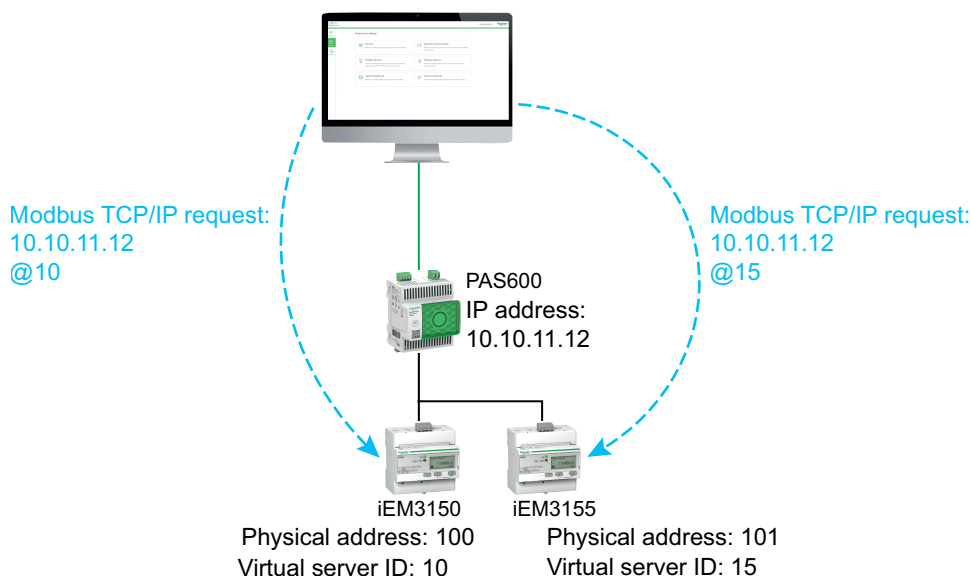 Modbus TCP/IP request:
10.10.11.12
@10
Modbus TCP/IP request:
10.10.11.12
@15
PAS600
IP address:
10.10.11.12
iEM3150
Physical address: 100
Virtual server ID: 10
iEM3155
Physical address: 101
Virtual server ID: 15